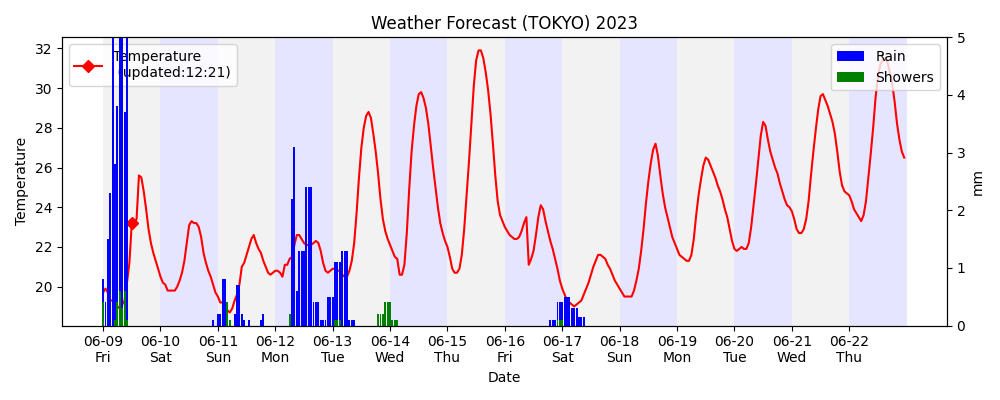 Weather Forecast (TOKYO) 2023
Temperature
(updated:12:21)
Rain
Showers
Temperature
32
30
28
26
24
22
20
5
4
3
2
1
0
mm
06-09 06-10 06-11 06-12 06-13 06-14 06-15 06-16 06-17 06-18 06-19 06-20 06-21 06-22
Fri Sat Sun Mon Tue Wed Thu Fri Sat Sun Mon Tue Wed Thu
Date